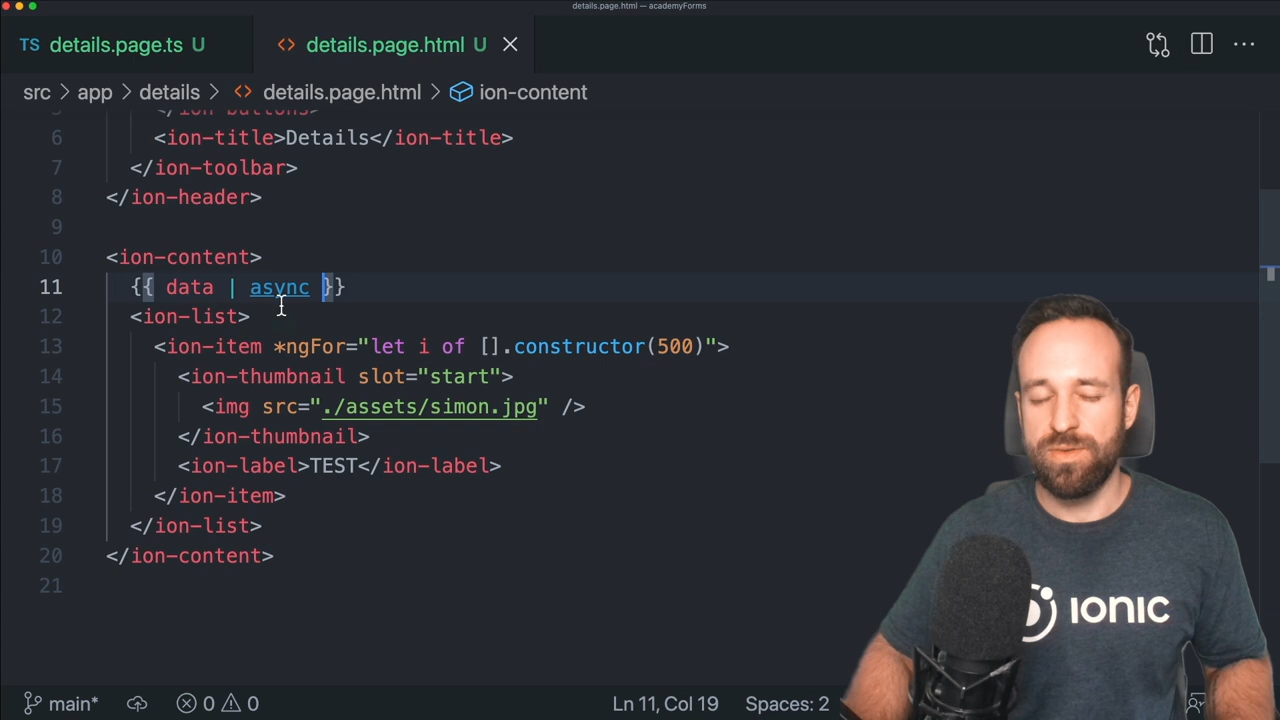 details.page.html — academyForms
TS details.page.ts U <> details.page.html U
src > app > details > <> details.page.html > ion-content
5 </ion-buttons>
6 <ion-title>Details</ion-title>
7 </ion-toolbar>
8 </ion-header>
9
10 <ion-content>
11 {{ data | async }}
12 <ion-list>
13 <ion-item *ngFor="let i of [].constructor(500)">
14 <ion-thumbnail slot="start">
15 <img src="./assets/simon.jpg" />
16 </ion-thumbnail>
17 <ion-label>TEST</ion-label>
18 </ion-item>
19 </ion-list>
20 </ion-content>
21
IONIC
main* 0 0 Ln 11, Col 19 Spaces: 2